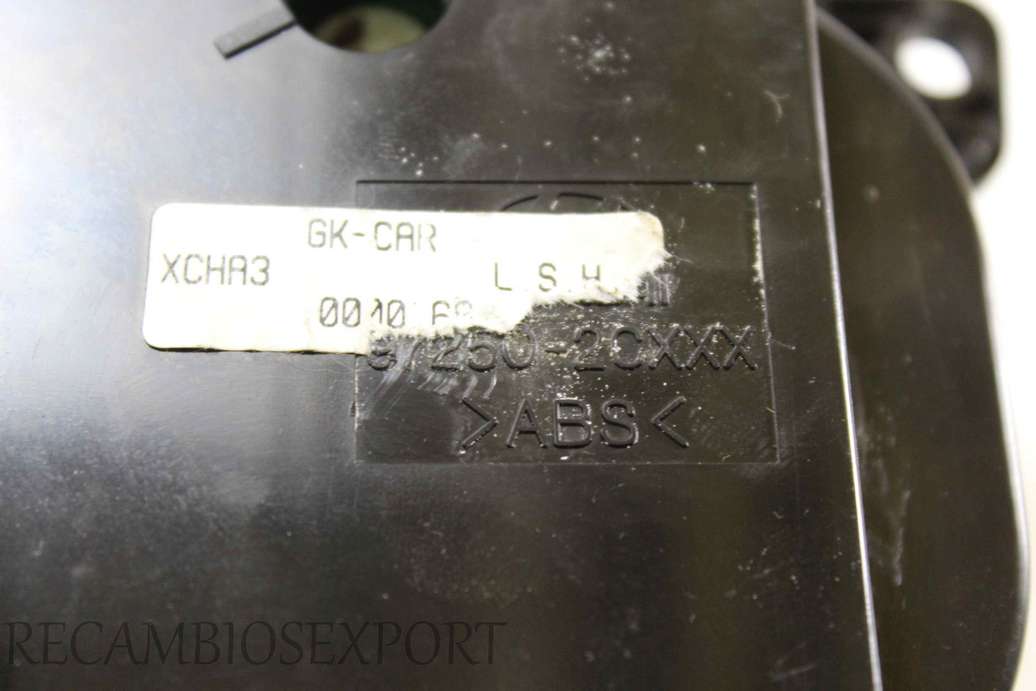 GK-CAR
XCHA3 L.S.H
0010
97250-2CXXX
>ABS<
RECAMBIOSEXPORT